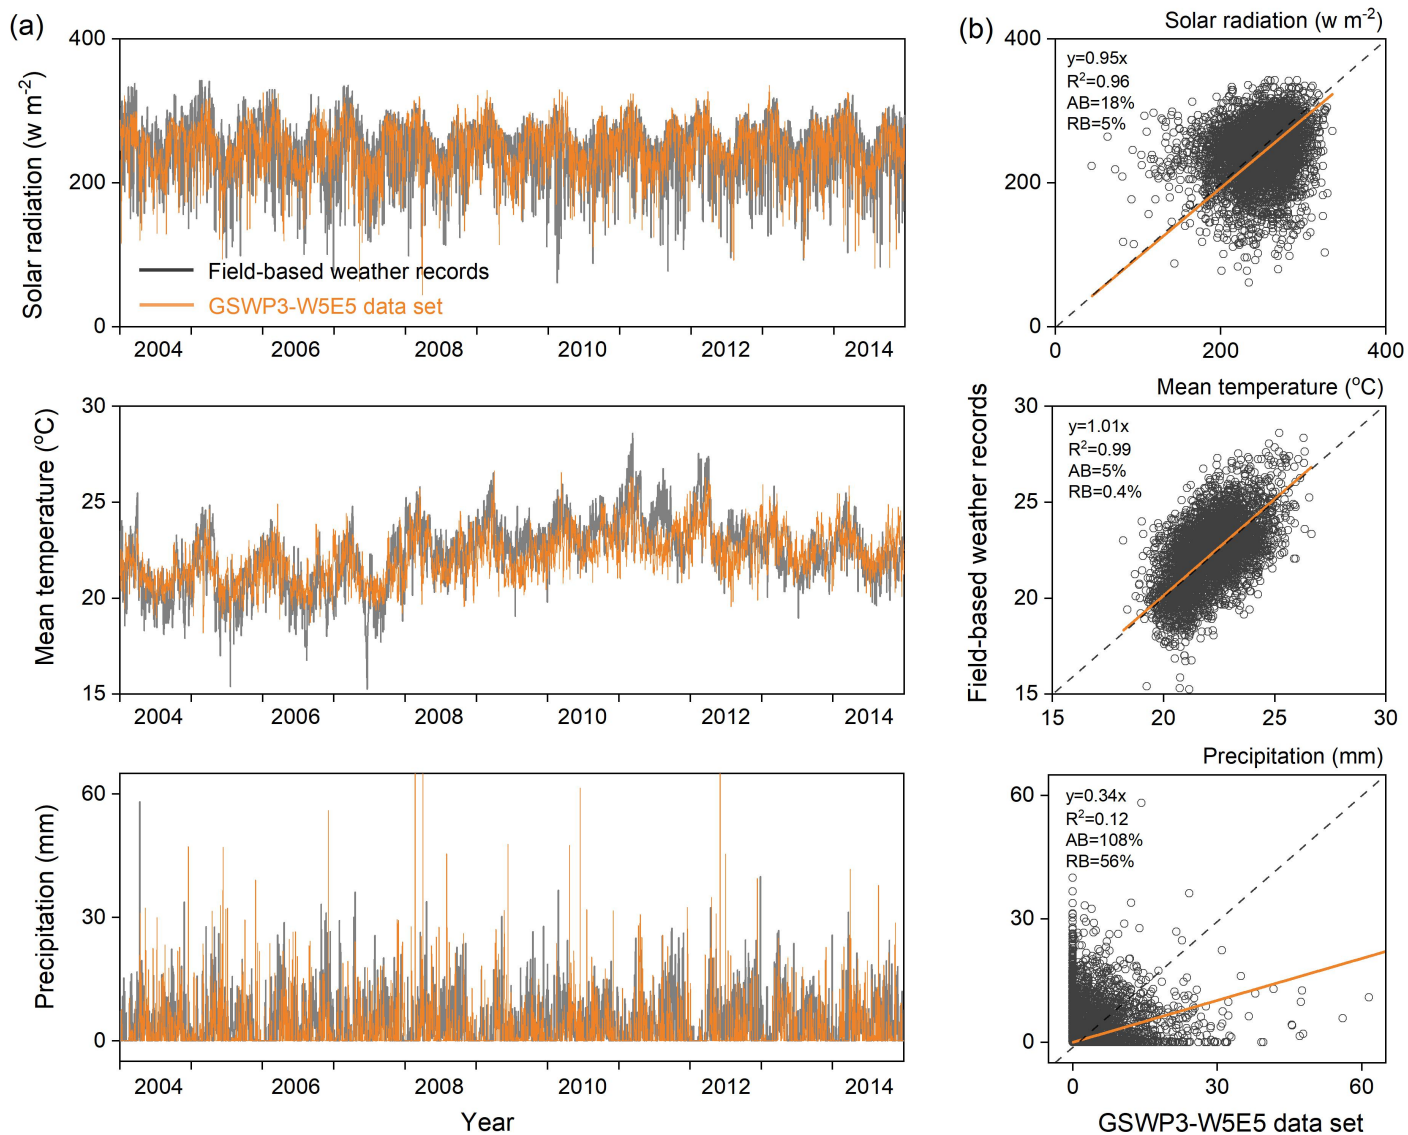 (a)
400
200
0
Solar radiation (w m-2)
Field-based weather records
GSWP3-W5E5 data set
2004 2006 2008 2010 2012 2014
30
25
20
15
Mean temperature (oC)
2004 2006 2008 2010 2012 2014
60
30
0
Precipitation (mm)
2004 2006 2008 2010 2012 2014
Year
(b)
Solar radiation (w m-2)
400
200
0
y=0.95x
R2=0.96
AB=18%
RB=5%
0 200 400
Mean temperature (oC)
30
25
20
15
y=1.01x
R2=0.99
AB=5%
RB=0.4%
15 20 25 30
Field-based weather records
Precipitation (mm)
60
30
0
y=0.34x
R2=0.12
AB=108%
RB=56%
0 30 60
GSWP3-W5E5 data set